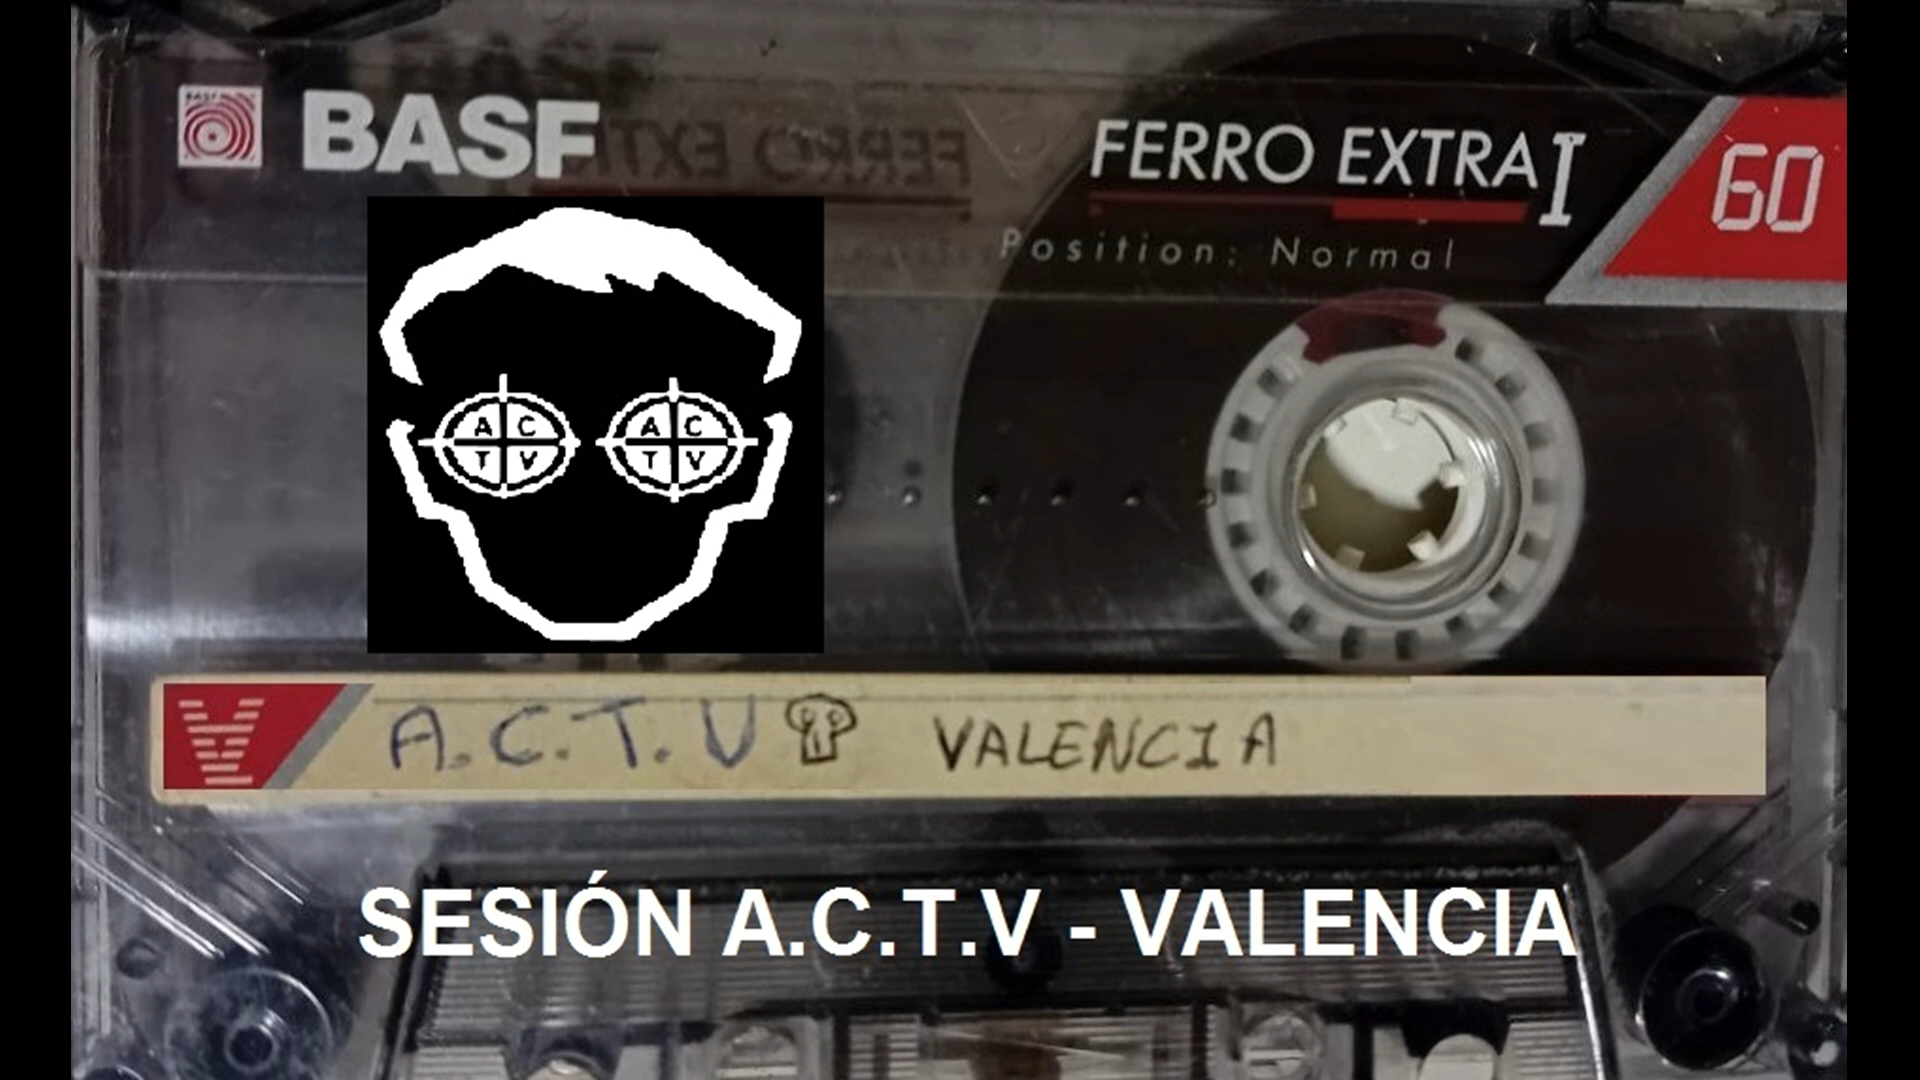 BASF
FERRO EXTRA I
60
Position: Normal
A C A C
T V T V
A.C.T.V VALENCIA
SESIÓN A.C.T.V - VALENCIA